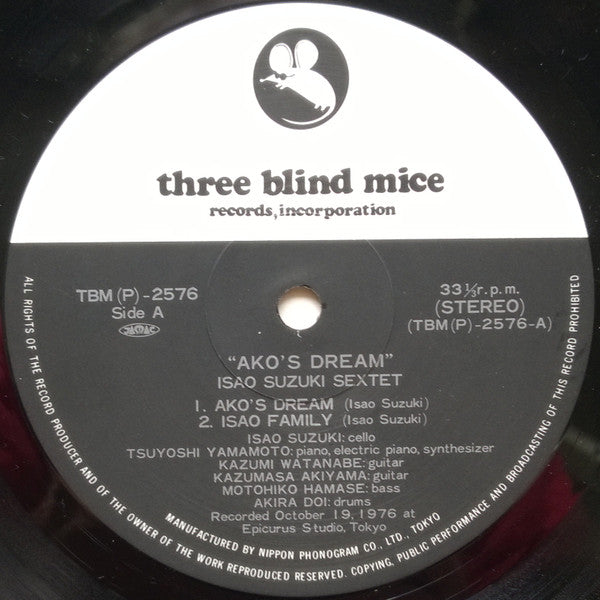 three blind mice
records, incorporation
TBM (P) -2576
Side A
JASRAC
33⅓ r.p.m.
(STEREO)
(TBM (P) -2576-A)
"AKO'S DREAM"
ISAO SUZUKI SEXTET
1. AKO'S DREAM (Isao Suzuki)
2. ISAO FAMILY (Isao Suzuki)
ISAO SUZUKI: cello
TSUYOSHI YAMAMOTO: piano, electric piano, synthesizer
KAZUMI WATANABE: guitar
KAZUMASA AKIYAMA: guitar
MOTOHIKO HAMASE: bass
AKIRA DOI: drums
Recorded October 19, 1976 at
Epicurus Studio, Tokyo
MANUFACTURED BY NIPPON PHONOGRAM CO., LTD., TOKYO
ALL RIGHTS OF THE RECORD PRODUCER AND OF THE OWNER OF THE WORK REPRODUCED RESERVED. COPYING, PUBLIC PERFORMANCE AND BROADCASTING OF THIS RECORD PROHIBITED